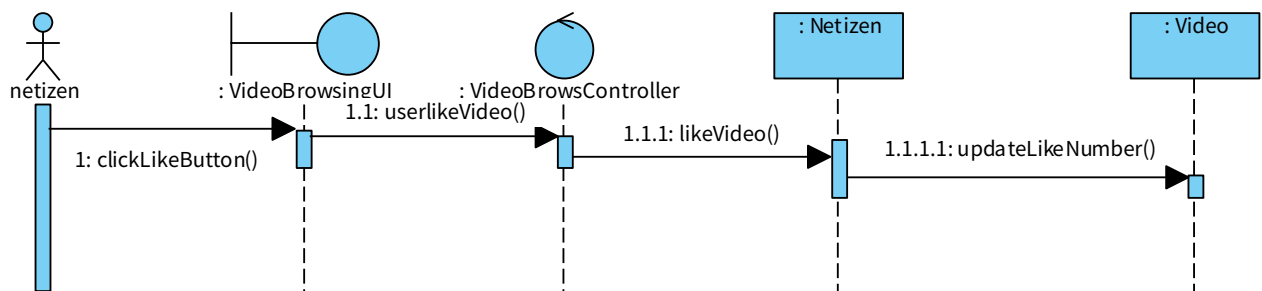 : Netizen
: Video
netizen
: VideoBrowsingUI
: VideoBrowsController
1.1: userlikeVideo()
1: clickLikeButton()
1.1.1: likeVideo()
1.1.1.1: updateLikeNumber()